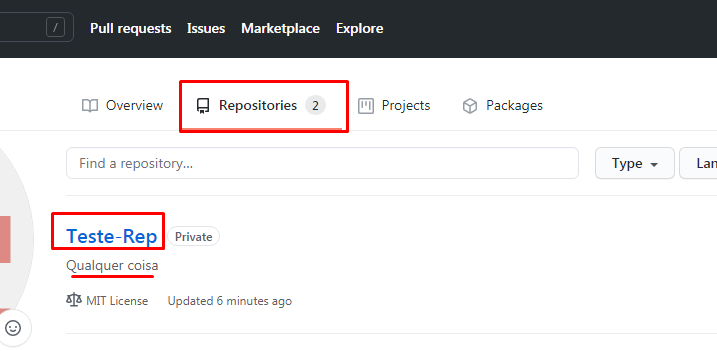 / Pull requests Issues Marketplace Explore
Overview Repositories 2 Projects Packages
Find a repository... Type Lan
Teste-Rep Private
Qualquer coisa
MIT License Updated 6 minutes ago